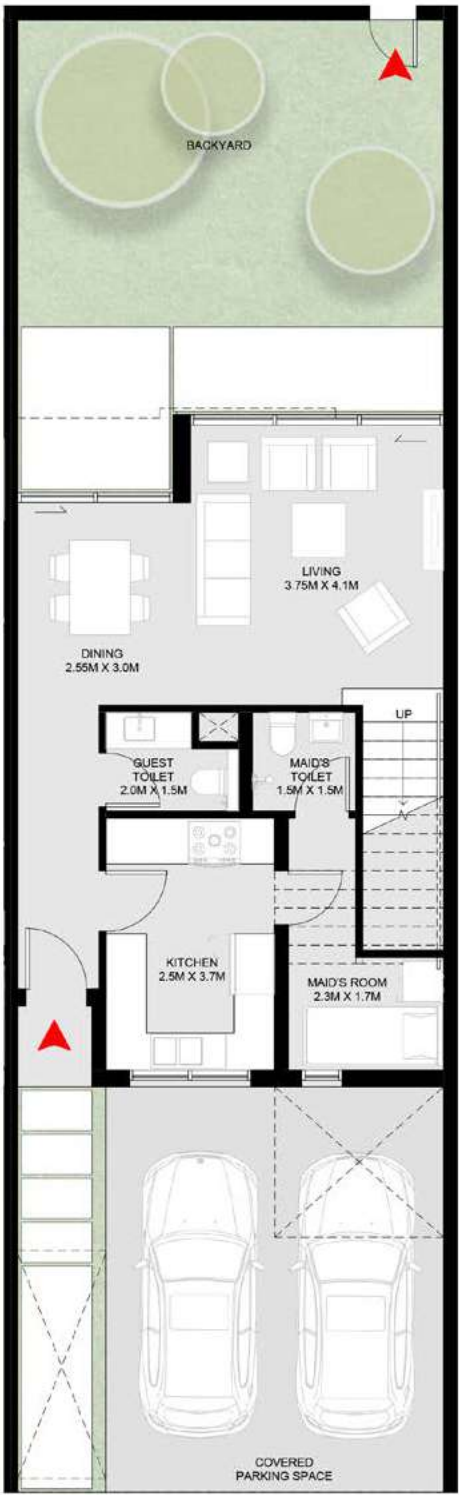 BACKYARD
LIVING
3.75M X 4.1M
DINING
2.55M X 3.0M
UP
GUEST
TOILET
2.0M X 1.5M
MAID'S
TOILET
1.5M X 1.5M
KITCHEN
2.5M X 3.7M
MAID'S ROOM
2.3M X 1.7M
COVERED
PARKING SPACE